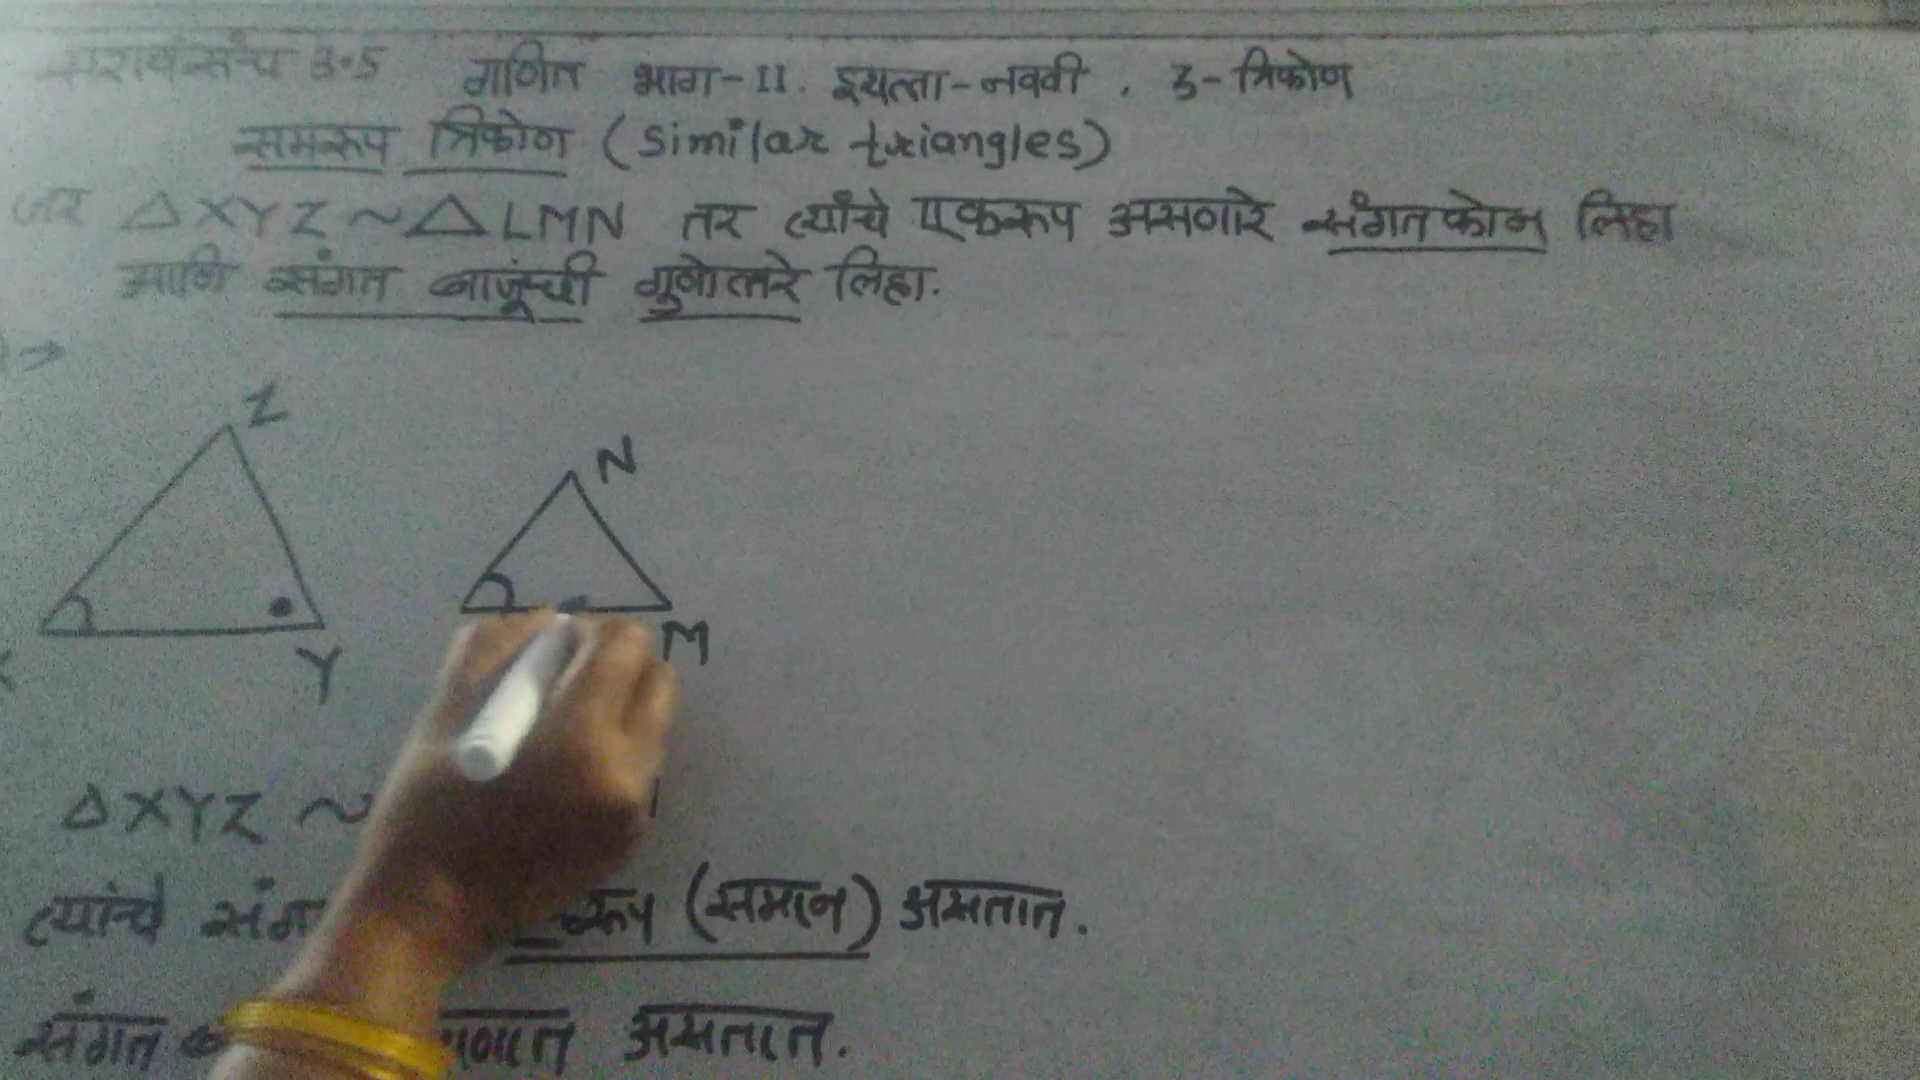 सरावसंच 3.5 गणित भाग-II. इयत्ता-नववी. 3-त्रिकोण
समरूप त्रिकोण (Similar triangles)
जर △XYZ ~ △LMN तर त्यांचे एकरूप असणारे संगतकोन लिहा
आणि संगत बाजूंची गुणोत्तरे लिहा.
Z
N
M
Y
△XYZ ~
त्यांचे (समान) असतात.
संगत असतात.